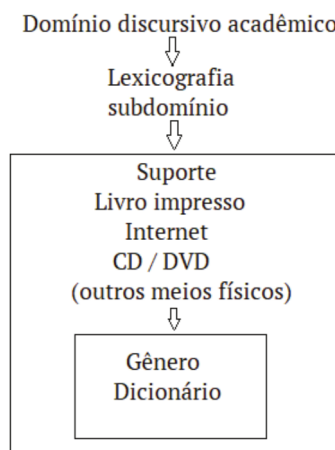 Domínio discursivo acadêmico
Lexicografia
subdomínio
Suporte
Livro impresso
Internet
CD / DVD
(outros meios físicos)
Gênero
Dicionário